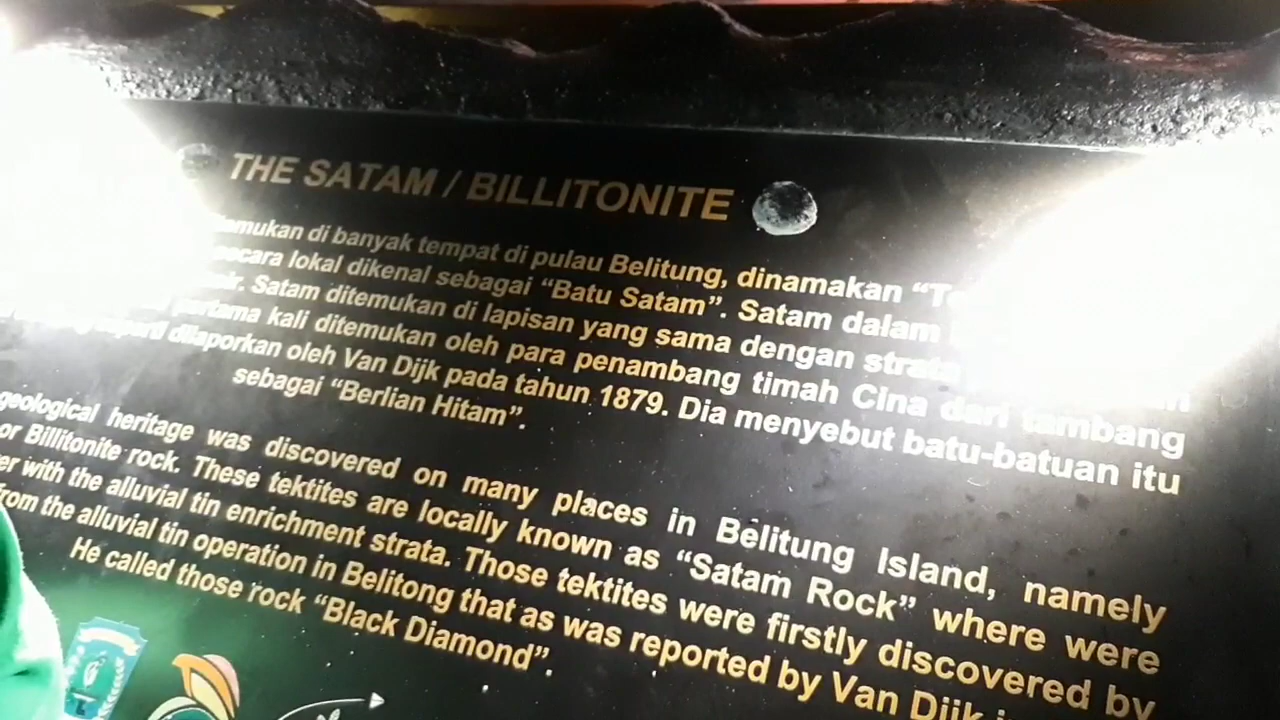 THE SATAM / BILLITONITE
di banyak tempat di pulau Belitung, dinamakan
secara lokal dikenal sebagai “Batu Satam”. Satam dalam
Satam ditemukan di lapisan yang sama dengan strata
pertama kali ditemukan oleh para penambang timah Cina dari tambang
seperti dilaporkan oleh Van Dijk pada tahun 1879. Dia menyebut batu-batuan itu
sebagai “Berlian Hitam”.
geological heritage was discovered on many places in Belitung Island, namely
or Billitonite rock. These tektites are locally known as “Satam Rock” where were
with the alluvial tin enrichment strata. Those tektites were firstly discovered by
from the alluvial tin operation in Belitong that as was reported by Van Dijk
He called those rock “Black Diamond”.